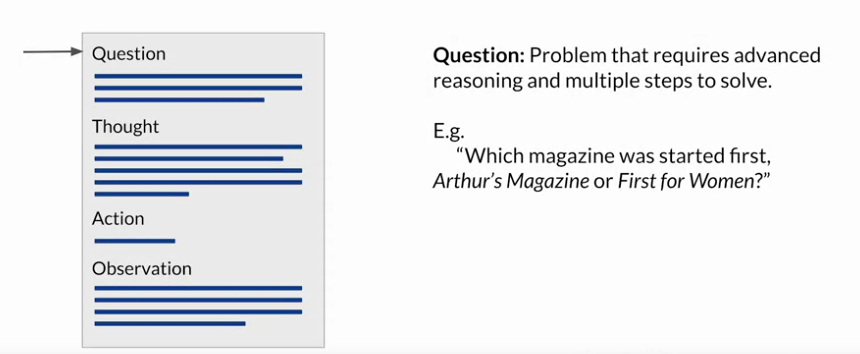 Question
Thought
Action
Observation
Question: Problem that requires advanced
reasoning and multiple steps to solve.
E.g.
“Which magazine was started first,
Arthur’s Magazine or First for Women?”